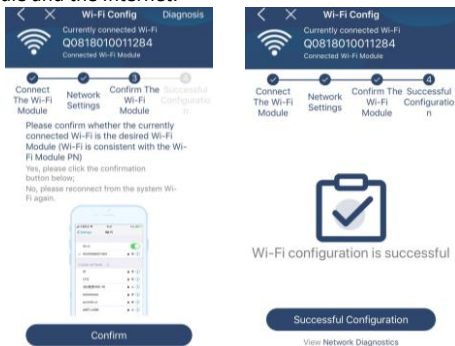 Wi-Fi Config Diagnosis
Currently connected Wi-Fi
Q0818010011284
Connected Wi-Fi Module
3
4
Connect The Wi-Fi Module
Network Settings
Confirm The Wi-Fi Module
Successful Configuration
Please confirm whether the currently
connected Wi-Fi is the desired Wi-
Fi Module (Wi-Fi is consistent with the Wi-
Fi Module PN)
Yes, please click the confirmation
button below;
No, please reconnect from the system Wi-
Fi again.
Confirm
Wi-Fi Config
Currently connected Wi-Fi
Q0818010011284
Connected Wi-Fi Module
4
Connect The Wi-Fi Module
Network Settings
Confirm The Wi-Fi Module
Successful Configuration
Wi-Fi configuration is successful
Successful Configuration
View Network Diagnostics